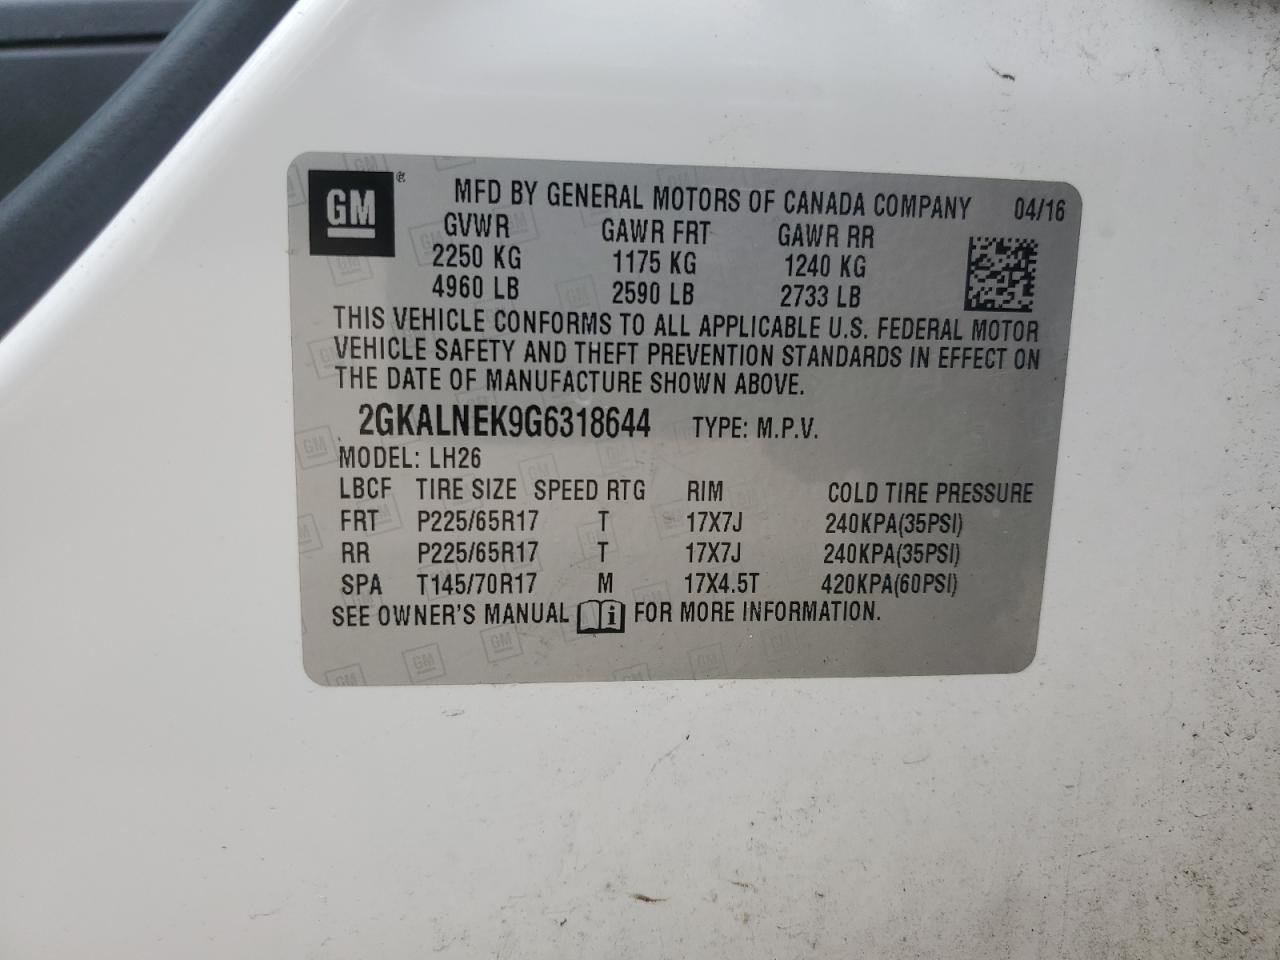 GM ® MFD BY GENERAL MOTORS OF CANADA COMPANY 04/16
GVWR GAWR FRT GAWR RR
2250 KG 1175 KG 1240 KG
4960 LB 2590 LB 2733 LB
THIS VEHICLE CONFORMS TO ALL APPLICABLE U.S. FEDERAL MOTOR
VEHICLE SAFETY AND THEFT PREVENTION STANDARDS IN EFFECT ON
THE DATE OF MANUFACTURE SHOWN ABOVE.
2GKALNEK9G6318644 TYPE: M.P.V.
MODEL: LH26
LBCF TIRE SIZE SPEED RTG RIM COLD TIRE PRESSURE
FRT P225/65R17 T 17X7J 240KPA(35PSI)
RR P225/65R17 T 17X7J 240KPA(35PSI)
SPA T145/70R17 M 17X4.5T 420KPA(60PSI)
SEE OWNER'S MANUAL i FOR MORE INFORMATION.